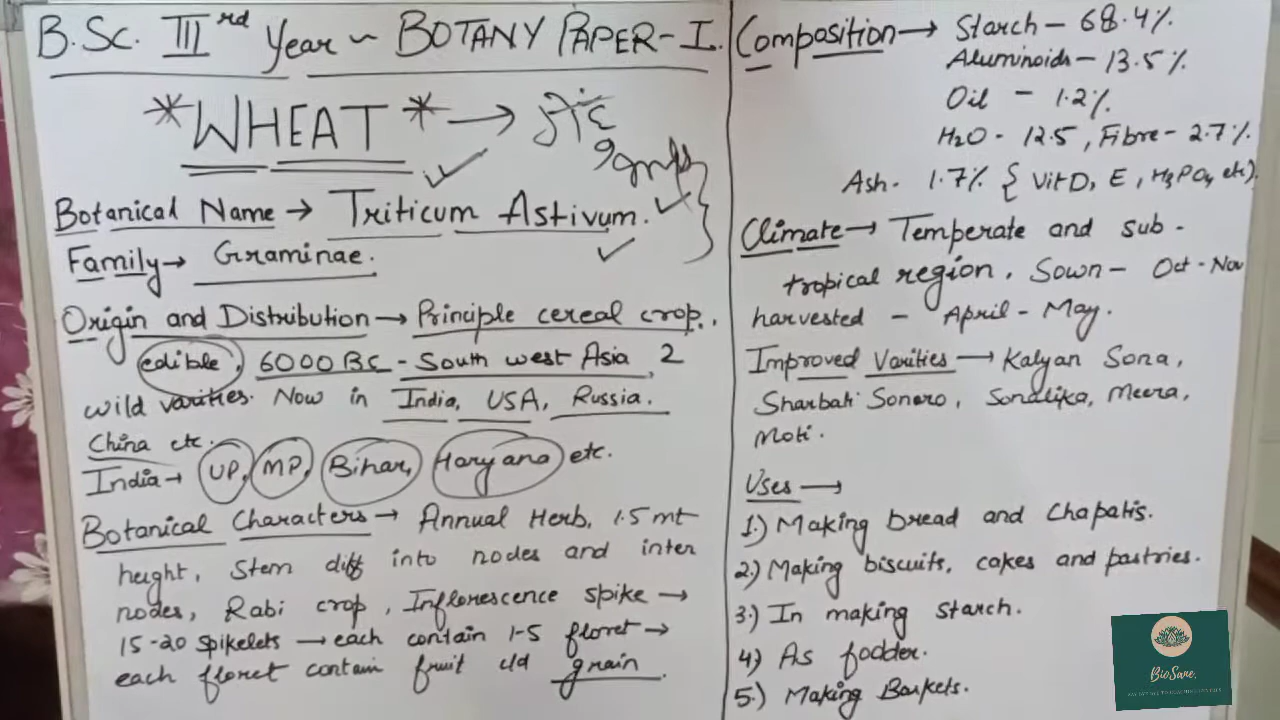 B.Sc. IIIrd Year ~ BOTANY PAPER-I.
*WHEAT* →
Botanical Name → Triticum Astivum.
Family → Graminae.
Origin and Distribution → Principle cereal crop,
edible, 6000 BC - South west Asia, 2
wild varities. Now in India, USA, Russia.
China etc.
India → UP, MP, Bihar, Haryana etc.
Botanical Characters → Annual Herb, 1.5 mt
height, Stem diff into nodes and inter
nodes, Rabi crop, Inflorescence spike →
15-20 spikelets → each contain 1-5 floret →
each floret contain fruit c/d grain.
Composition → Starch - 68.4%
Aluminoids - 13.5%.
Oil - 1.2%.
H2O - 12.5, Fibre - 2.7%.
Ash - 1.7% { Vit D, E, H3PO4 etc).
Climate → Temperate and sub -
tropical region, Sown - Oct - Nov
harvested - April - May.
Improved Varities → Kalyan Sona,
Sharbati Sonaro, Sonalika, Meera,
Moti.
Uses →
1.) Making bread and Chapatis.
2.) Making biscuits, cakes and pastries.
3.) In making starch.
4) As fodder.
5.) Making Baskets.
BioSane.